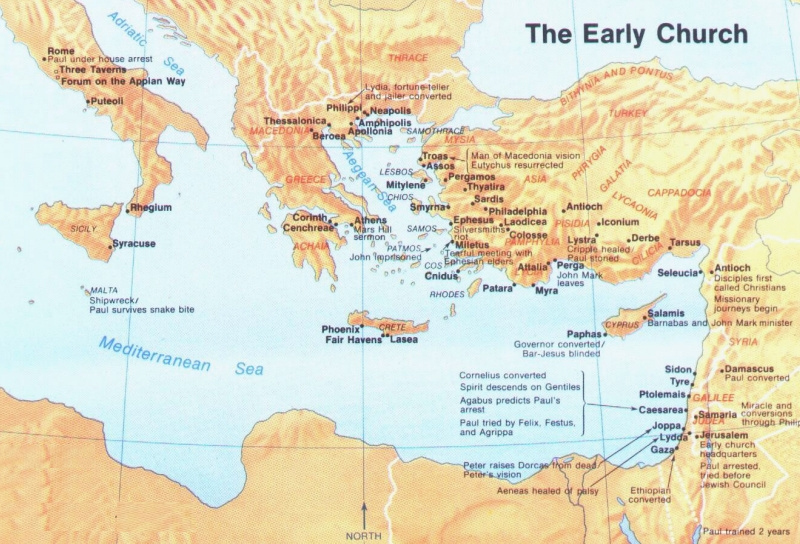 The Early Church
Adriatic Sea
Rome
Paul under house arrest
Three Taverns
Forum on the Appian Way
Puteoli
THRACE
BITHYNIA AND PONTUS
Lydia, fortune-teller
and jailer converted
Philippi
Neapolis
Thessalonica
Amphipolis
MACEDONIA
Apollonia
Beroea
SAMOTHRACE
TURKEY
MYSIA
Troas
Man of Macedonia vision
Assos
Eutychus resurrected
Aegean Sea
LESBOS
Pergamos
ASIA
PHYRGIA
GALATIA
GREECE
Mitylene
Thyatira
CAPPADOCIA
CHIOS
Sardis
LYCAONIA
Rhegium
Smyrna
Philadelphia
Antioch
Corinth
Athens
Ephesus
Laodicea
PISIDIA
Iconium
SICILY
Cenchreae
Mars Hill
sermon
SAMOS
Silversmiths
riot
Colosse
Syracuse
ACHAIA
PATMOS
John imprisoned
Miletus
PAMPHYLIA
Lystra
Derbe
Tarsus
Tearful meeting with
Ephesian elders
Cripple healed
Paul stoned
CILICIA
COS
Cnidus
Attalia
Perga
John Mark
leaves
Seleucia
Antioch
Disciples first
called Christians
Missionary
journeys begin
MALTA
Shipwreck/
Paul survives snake bite
RHODES
Patara
Myra
Salamis
Barnabas and John Mark minister
Phoenix
CRETE
CYPRUS
Fair Havens
Lasea
Paphas
Governor converted/
Bar-Jesus blinded
SYRIA
Mediterranean Sea
Cornelius converted
Spirit descends on Gentiles
Agabus predicts Paul's
arrest
Paul tried by Felix, Festus,
and Agrippa
Sidon
Damascus
Paul converted
Tyre
Ptolemais
GALILEE
Caesarea
Samaria
Miracle and
conversions
through Philip
JUDEA
Joppa
Lydda
Jerusalem
Early church
headquarters
Gaza
Paul arrested,
tried before
Jewish Council
Peter raises Dorcas from dead/
Peter's vision
Aeneas healed of palsy
Ethiopian
converted
NORTH
Paul trained 2 years